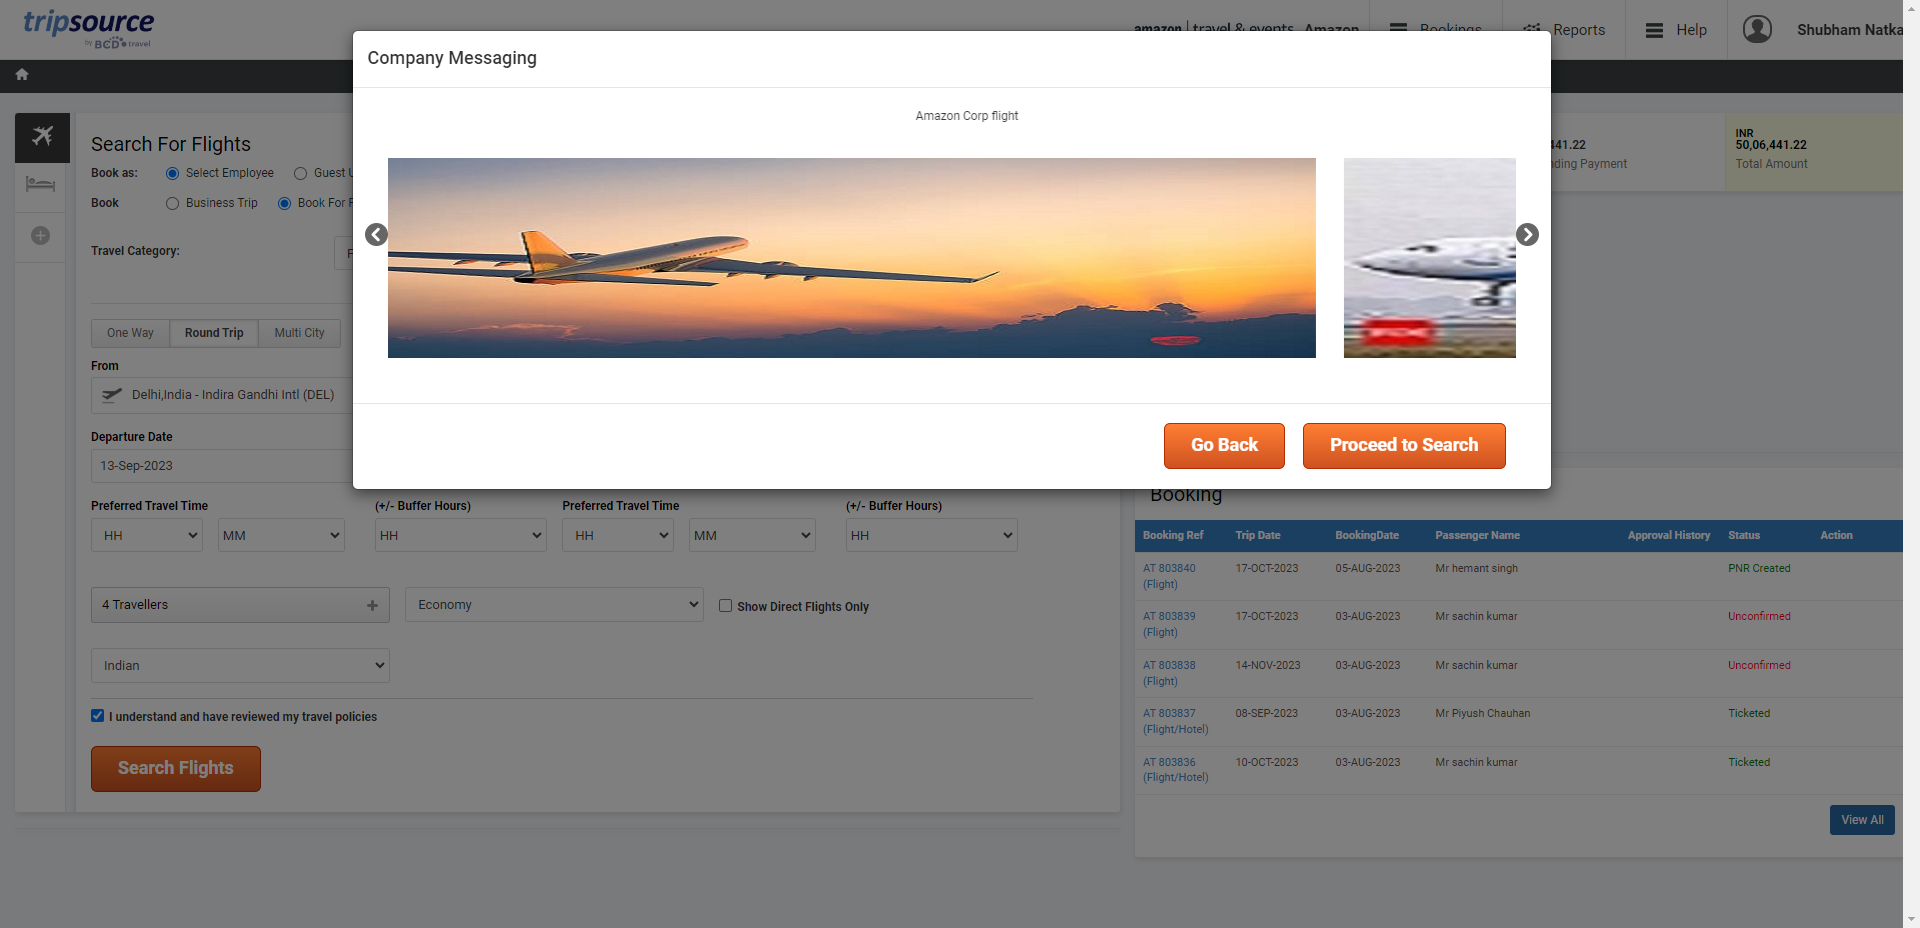 tripsource
by BCD travel
amazon | travel & events Amazon
Bookings
Reports
Help
Shubham Natka
Company Messaging
Amazon Corp flight
Go Back
Proceed to Search
Search For Flights
Book as:
Select Employee
Guest U
Book
Business Trip
Book For P
Travel Category:
One Way
Round Trip
Multi City
From
Delhi,India - Indira Gandhi Intl (DEL)
Departure Date
13-Sep-2023
Preferred Travel Time
(+/- Buffer Hours)
Preferred Travel Time
(+/- Buffer Hours)
HH
MM
HH
HH
MM
HH
4 Travellers
Economy
Show Direct Flights Only
Indian
I understand and have reviewed my travel policies
Search Flights
441.22
nding Payment
INR
50,06,441.22
Total Amount
Booking
Booking Ref Trip Date BookingDate Passenger Name Approval History Status Action
AT 803840 17-OCT-2023 05-AUG-2023 Mr hemant singh PNR Created
(Flight)
AT 803839 17-OCT-2023 03-AUG-2023 Mr sachin kumar Unconfirmed
(Flight)
AT 803838 14-NOV-2023 03-AUG-2023 Mr sachin kumar Unconfirmed
(Flight)
AT 803837 08-SEP-2023 03-AUG-2023 Mr Piyush Chauhan Ticketed
(Flight/Hotel)
AT 803836 10-OCT-2023 03-AUG-2023 Mr sachin kumar Ticketed
(Flight/Hotel)
View All